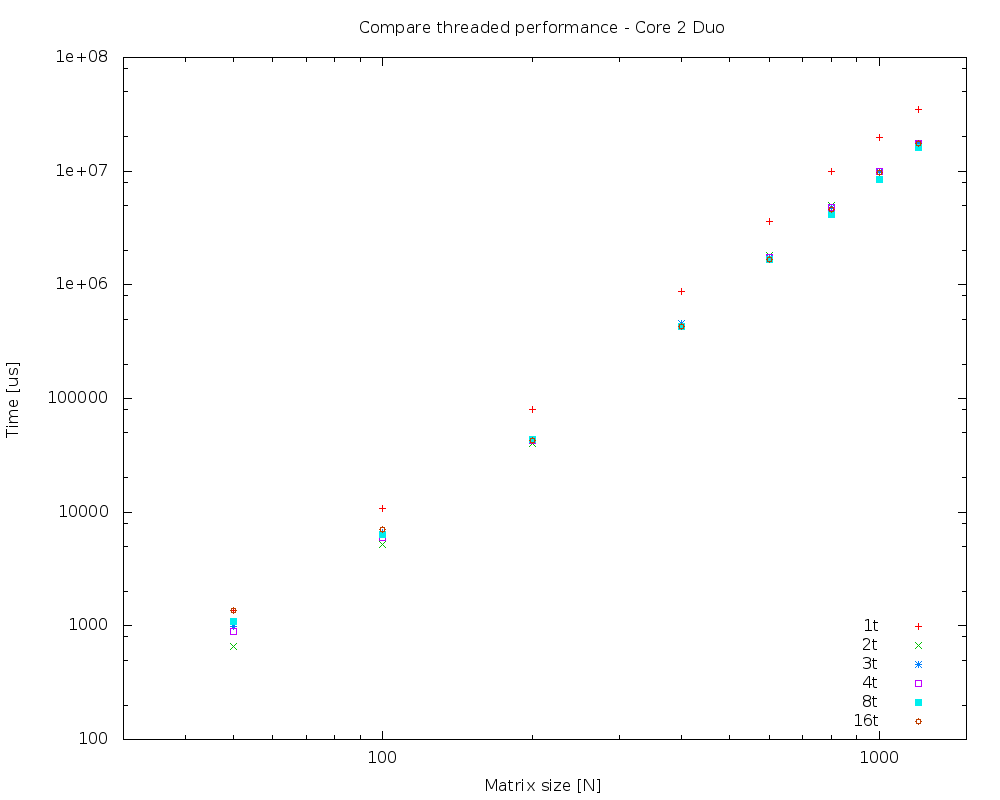 Compare threaded performance - Core 2 Duo
1e+08
1e+07
1e+06
100000
10000
1000
100
Time [us]
1t
2t
3t
4t
8t
16t
100 1000
Matrix size [N]